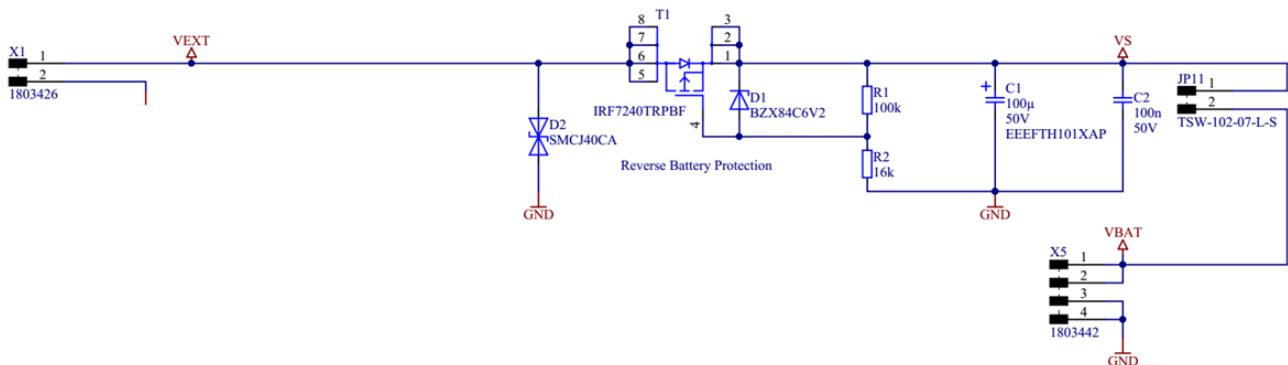 X1
1
2
1803426
VEXT
D2
SMCJ40CA
GND
T1
8
7
6
5
3
2
1
4
IRF7240TRPBF
D1
BZX84C6V2
Reverse Battery Protection
R1
100k
R2
16k
+
C1
100µ
50V
EEEFTH101XAP
GND
VS
C2
100n
50V
JP11
1
2
TSW-102-07-L-S
VBAT
X5
1
2
3
4
1803442
GND